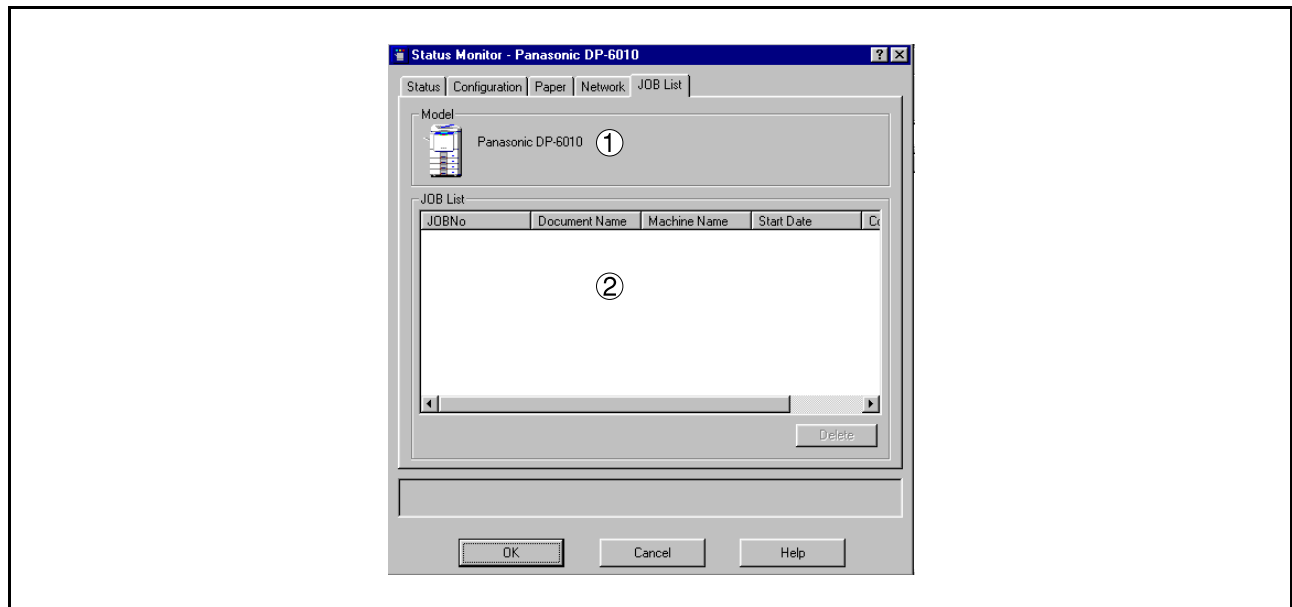 Status Monitor - Panasonic DP-6010
Status Configuration Paper Network JOB List
Model
Panasonic DP-6010 ①
JOB List
JOBNo Document Name Machine Name Start Date Co
②
Delete
OK Cancel Help